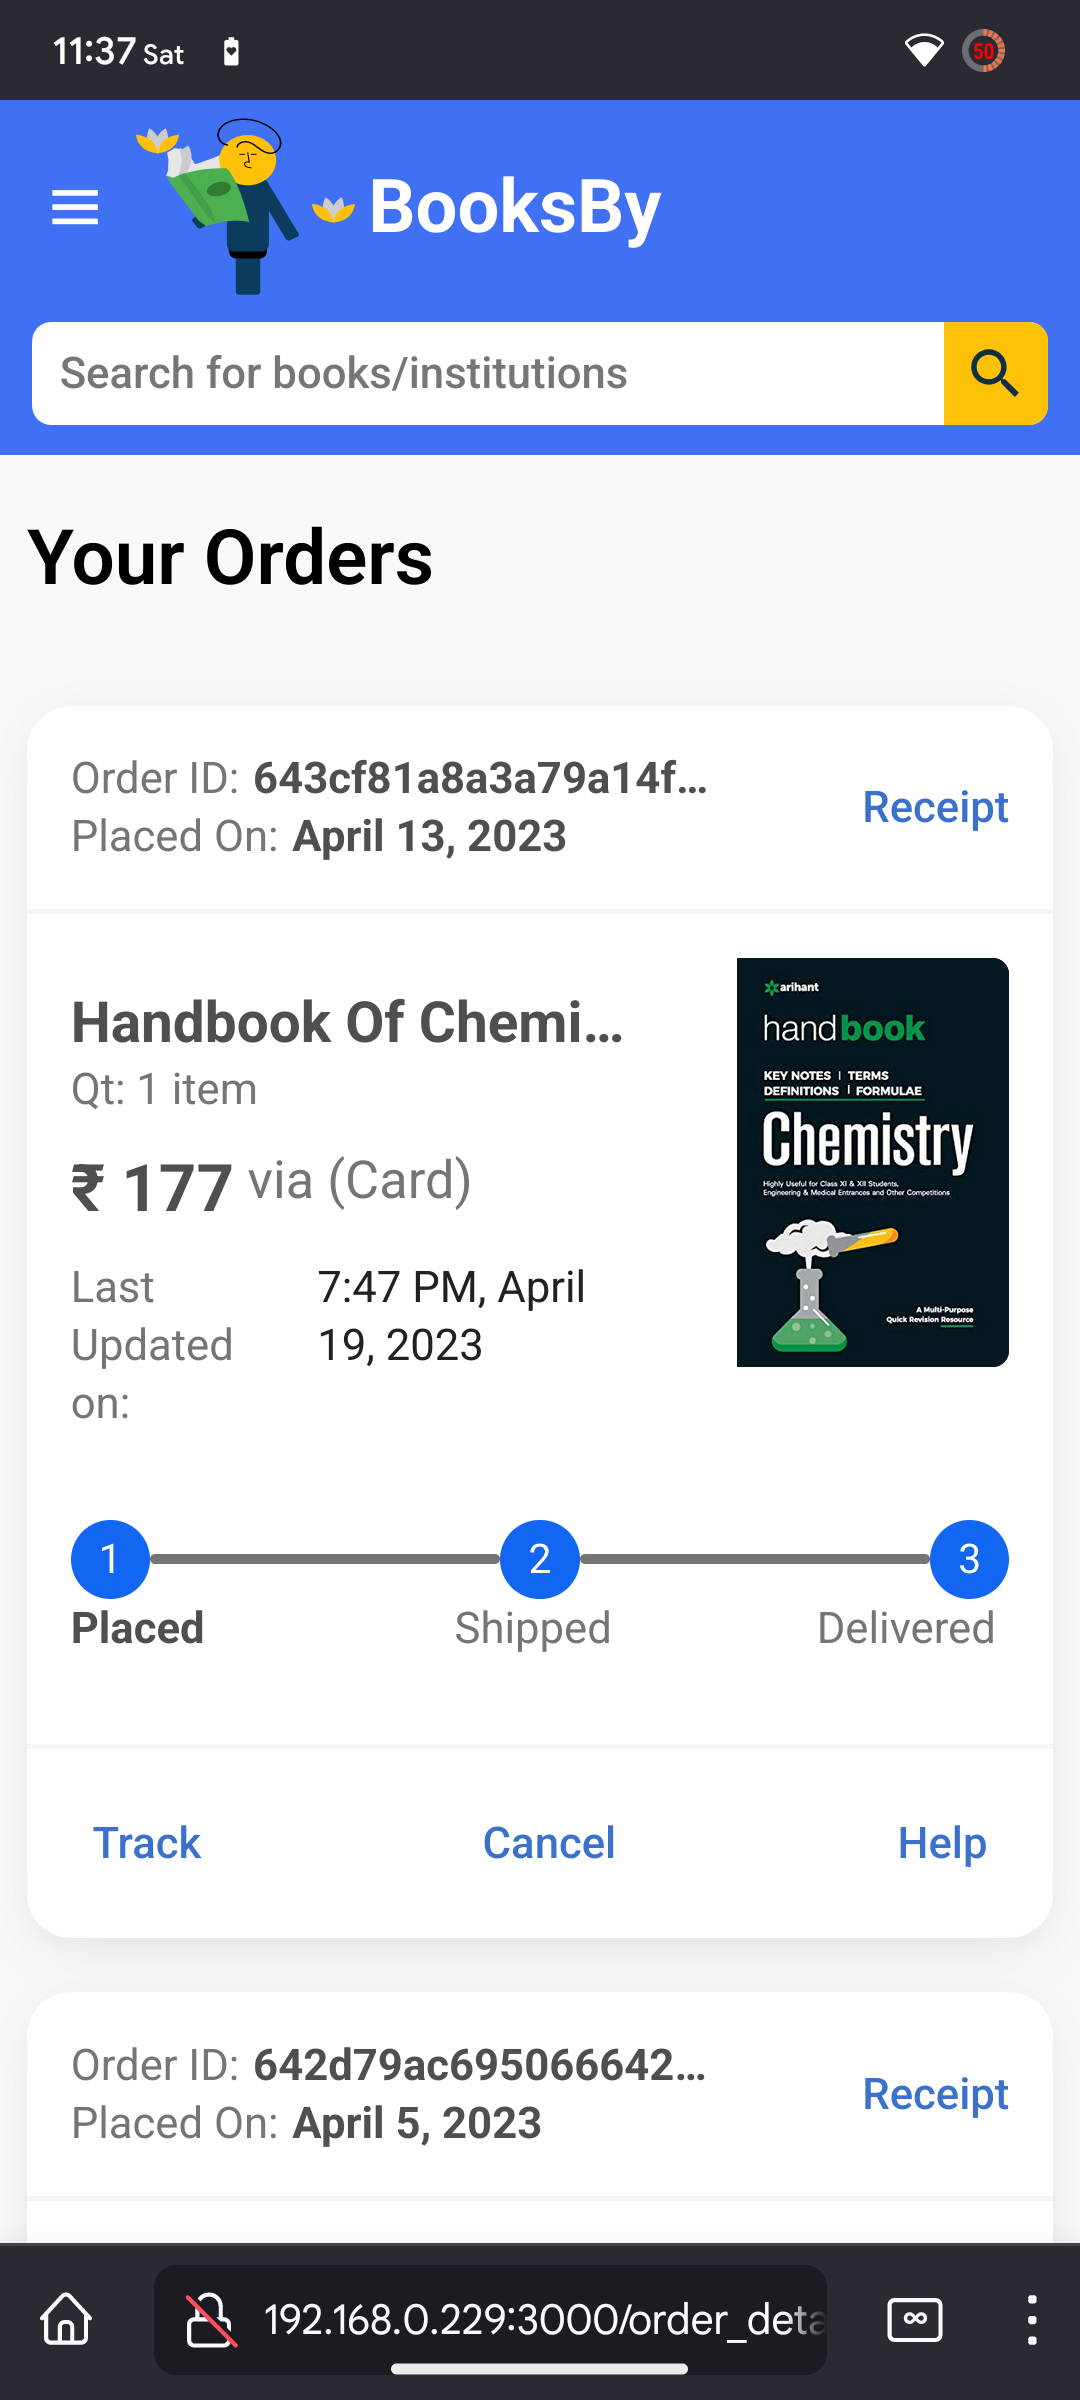 11:37 Sat
50
BooksBy
Search for books/institutions
Your Orders
Order ID: 643cf81a8a3a79a14f...
Placed On: April 13, 2023
Receipt
Handbook Of Chemi...
Qt: 1 item
₹ 177 via (Card)
Last Updated on:
7:47 PM, April 19, 2023
arihant
handbook
KEY NOTES | TERMS
DEFINITIONS | FORMULAE
Chemistry
Highly Useful for Class XI & XII Students,
Engineering & Medical Entrances and Other Competitions
A Multi-Purpose
Quick Revision Resource
1
2
3
Placed
Shipped
Delivered
Track
Cancel
Help
Order ID: 642d79ac695066642...
Placed On: April 5, 2023
Receipt
192.168.0.229:3000/order_deta